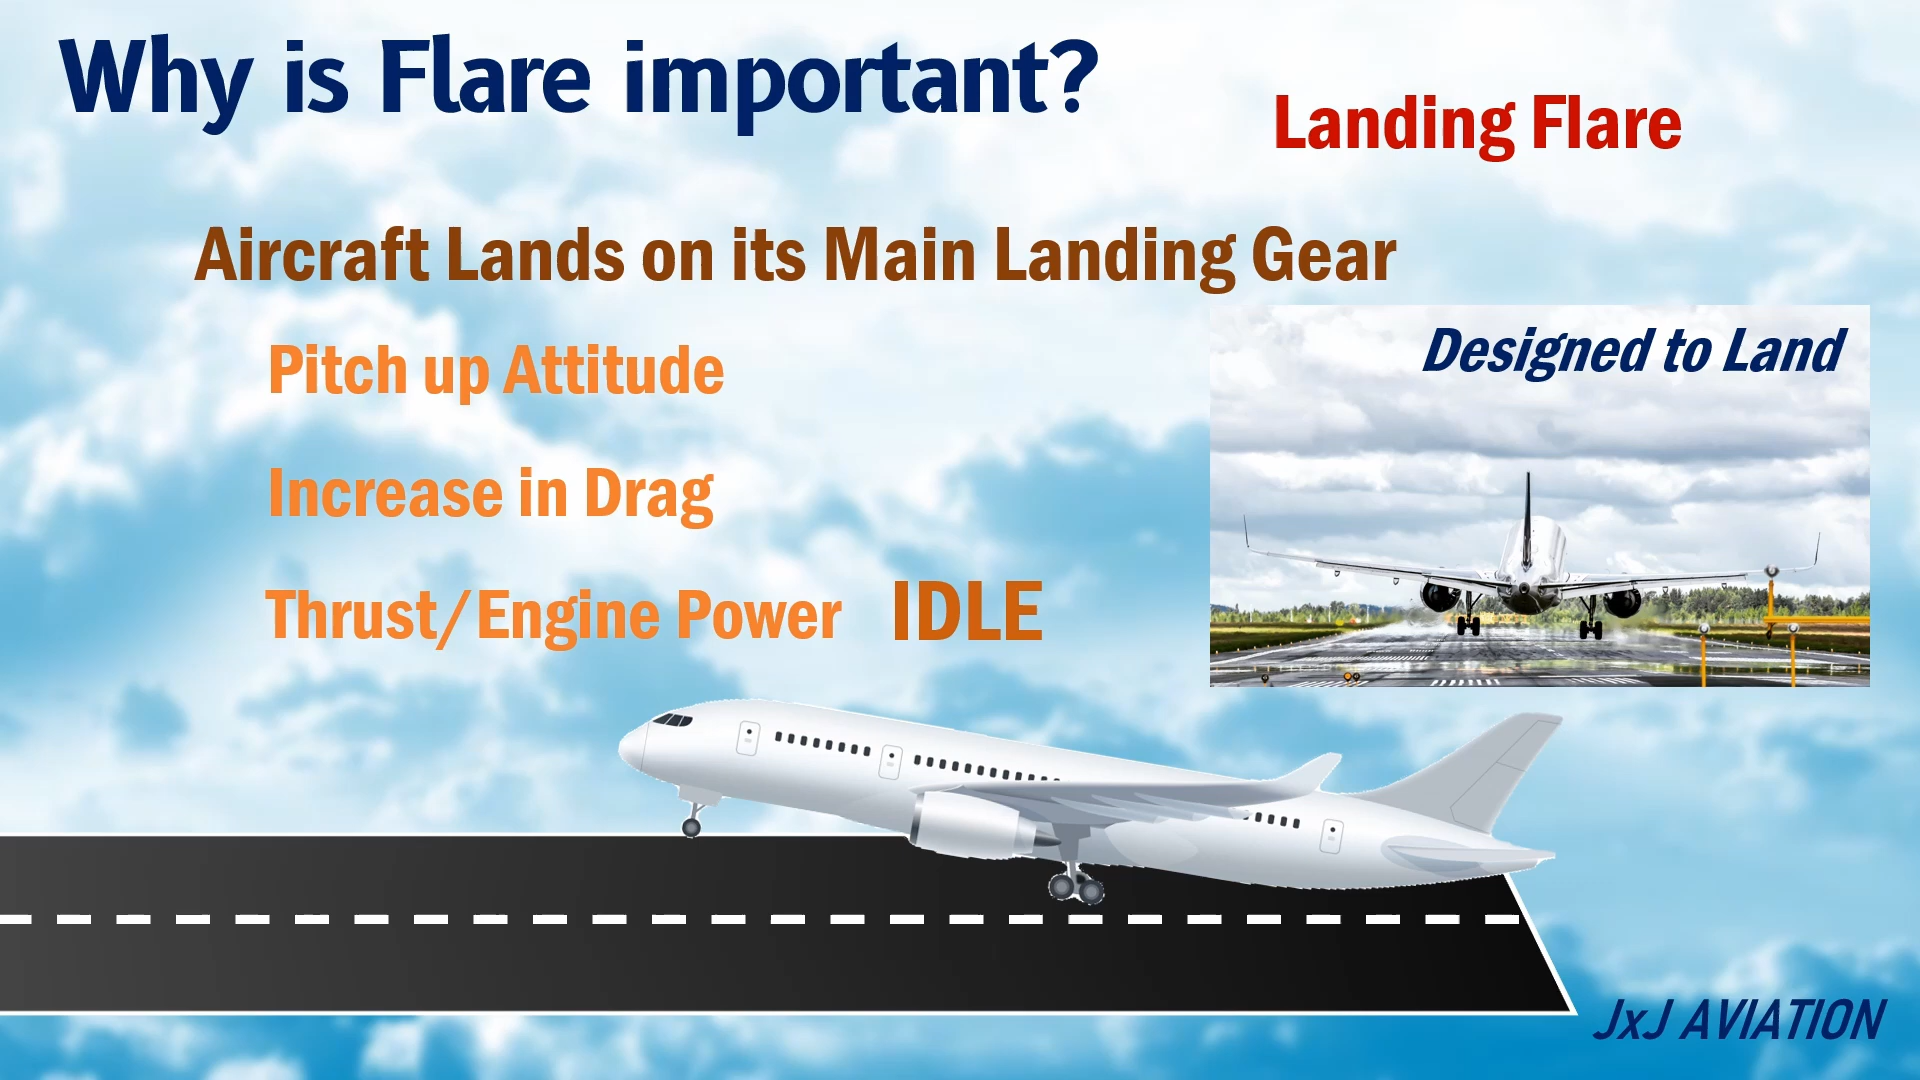 Why is Flare important?
Landing Flare
Aircraft Lands on its Main Landing Gear
Pitch up Attitude
Designed to Land
Increase in Drag
Thrust/Engine Power IDLE
JxJ AVIATION